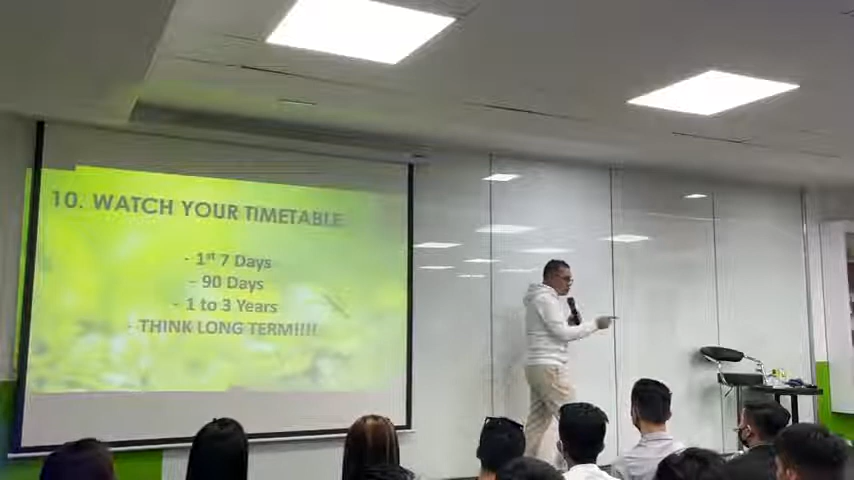 10. WATCH YOUR TIMETABLE
- 1st 7 Days
- 90 Days
- 1 to 3 Years
- THINK LONG TERM!!!!